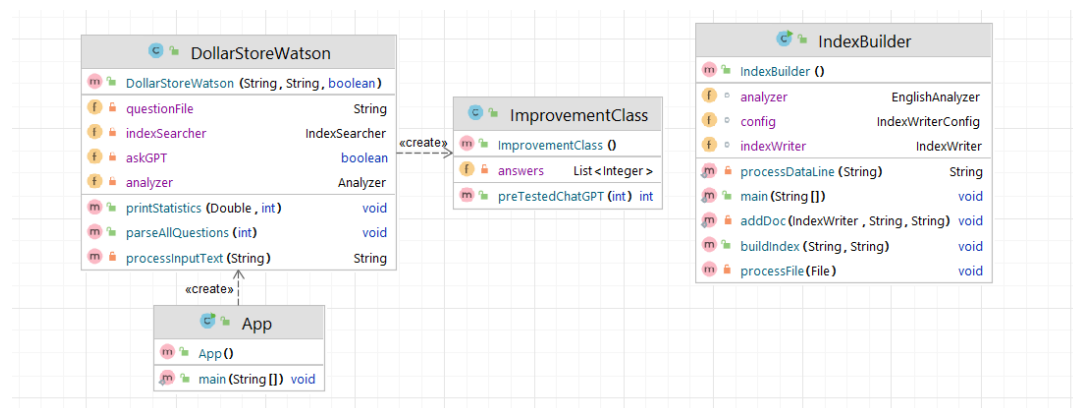 DollarStoreWatson
DollarStoreWatson (String, String, boolean)
questionFile String
indexSearcher IndexSearcher
askGPT boolean
analyzer Analyzer
printStatistics (Double, int) void
parseAllQuestions (int) void
processInputText (String) String
«create»
ImprovementClass
ImprovementClass ()
answers List<Integer>
preTestedChatGPT (int) int
IndexBuilder
IndexBuilder ()
analyzer EnglishAnalyzer
config IndexWriterConfig
indexWriter IndexWriter
processDataLine (String) String
main (String[]) void
addDoc(IndexWriter, String, String) void
buildIndex (String, String) void
processFile(File) void
«create»
App
App()
main (String[]) void